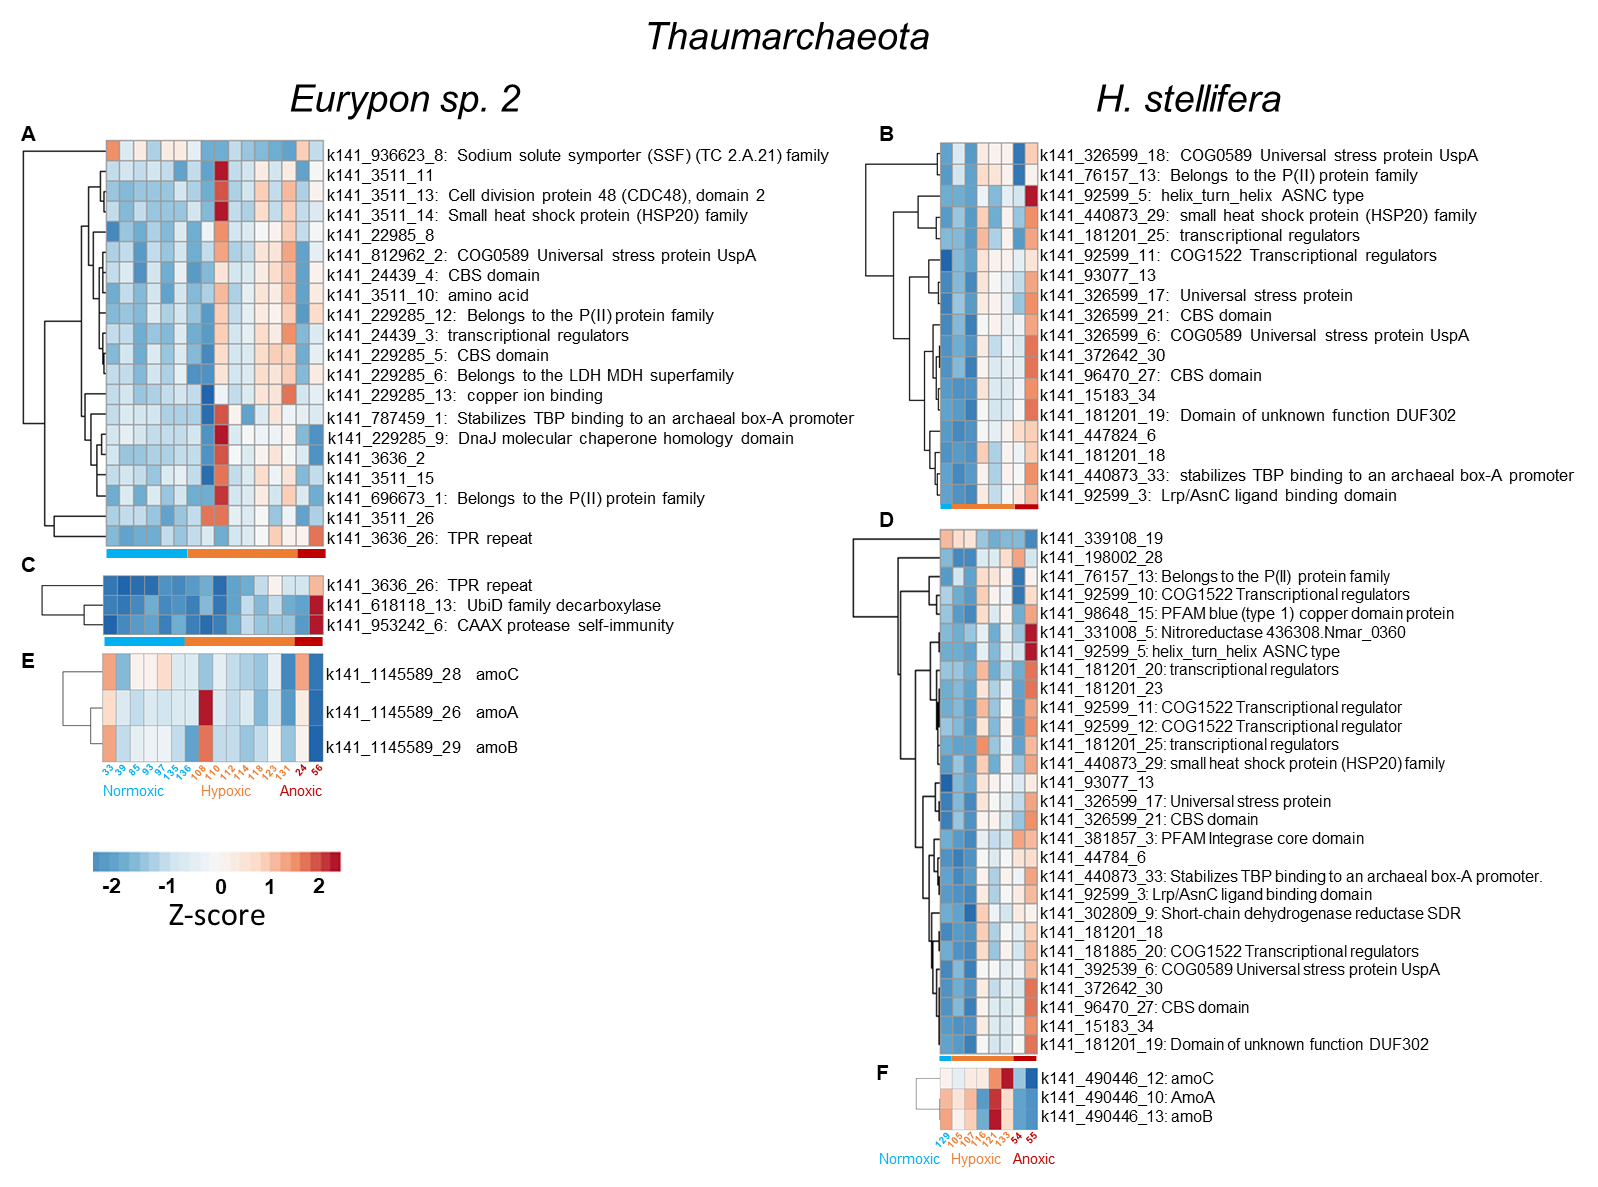 Thaumarchaeota
Eurypon sp. 2
H. stellifera
A
k141_936623_8: Sodium solute symporter (SSF) (TC 2.A.21) family
k141_3511_11
k141_3511_13: Cell division protein 48 (CDC48), domain 2
k141_3511_14: Small heat shock protein (HSP20) family
k141_22985_8
k141_812962_2: COG0589 Universal stress protein UspA
k141_24439_4: CBS domain
k141_3511_10: amino acid
k141_229285_12: Belongs to the P(II) protein family
k141_24439_3: transcriptional regulators
k141_229285_5: CBS domain
k141_229285_6: Belongs to the LDH MDH superfamily
k141_229285_13: copper ion binding
k141_787459_1: Stabilizes TBP binding to an archaeal box-A promoter
k141_229285_9: DnaJ molecular chaperone homology domain
k141_3636_2
k141_3511_15
k141_696673_1: Belongs to the P(II) protein family
k141_3511_26
k141_3636_26: TPR repeat
C
k141_3636_26: TPR repeat
k141_618118_13: UbiD family decarboxylase
k141_953242_6: CAAX protease self-immunity
E
k141_1145589_28 amoC
k141_1145589_26 amoA
k141_1145589_29 amoB
33 39 85 93 97 135 136 108 110 112 114 118 123 131 24 56
Normoxic Hypoxic Anoxic
-2 -1 0 1 2
Z-score
B
k141_326599_18: COG0589 Universal stress protein UspA
k141_76157_13: Belongs to the P(II) protein family
k141_92599_5: helix_turn_helix ASNC type
k141_440873_29: small heat shock protein (HSP20) family
k141_181201_25: transcriptional regulators
k141_92599_11: COG1522 Transcriptional regulators
k141_93077_13
k141_326599_17: Universal stress protein
k141_326599_21: CBS domain
k141_326599_6: COG0589 Universal stress protein UspA
k141_372642_30
k141_96470_27: CBS domain
k141_15183_34
k141_181201_19: Domain of unknown function DUF302
k141_447824_6
k141_181201_18
k141_440873_33: stabilizes TBP binding to an archaeal box-A promoter
k141_92599_3: Lrp/AsnC ligand binding domain
D
k141_339108_19
k141_198002_28
k141_76157_13: Belongs to the P(II) protein family
k141_92599_10: COG1522 Transcriptional regulators
k141_98648_15: PFAM blue (type 1) copper domain protein
k141_331008_5: Nitroreductase 436308.Nmar_0360
k141_92599_5: helix_turn_helix ASNC type
k141_181201_20: transcriptional regulators
k141_181201_23
k141_92599_11: COG1522 Transcriptional regulator
k141_92599_12: COG1522 Transcriptional regulator
k141_181201_25: transcriptional regulators
k141_440873_29: small heat shock protein (HSP20) family
k141_93077_13
k141_326599_17: Universal stress protein
k141_326599_21: CBS domain
k141_381857_3: PFAM Integrase core domain
k141_44784_6
k141_440873_33: Stabilizes TBP binding to an archaeal box-A promoter.
k141_92599_3: Lrp/AsnC ligand binding domain
k141_302809_9: Short-chain dehydrogenase reductase SDR
k141_181201_18
k141_181885_20: COG1522 Transcriptional regulators
k141_392539_6: COG0589 Universal stress protein UspA
k141_372642_30
k141_96470_27: CBS domain
k141_15183_34
k141_181201_19: Domain of unknown function DUF302
F
k141_490446_12: amoC
k141_490446_10: AmoA
k141_490446_13: amoB
129 105 107 116 121 133 54 55
Normoxic Hypoxic Anoxic